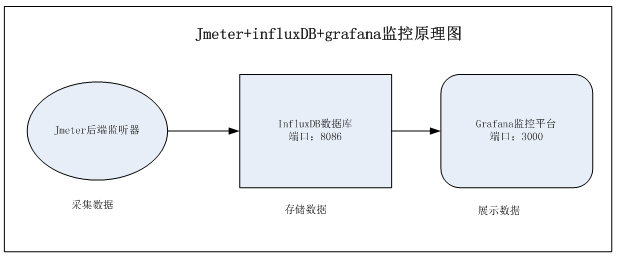 Jmeter+influxDB+grafana监控原理图
Jmeter后端监听器
InfluxDB数据库
端口：8086
Grafana监控平台
端口：3000
采集数据
存储数据
展示数据